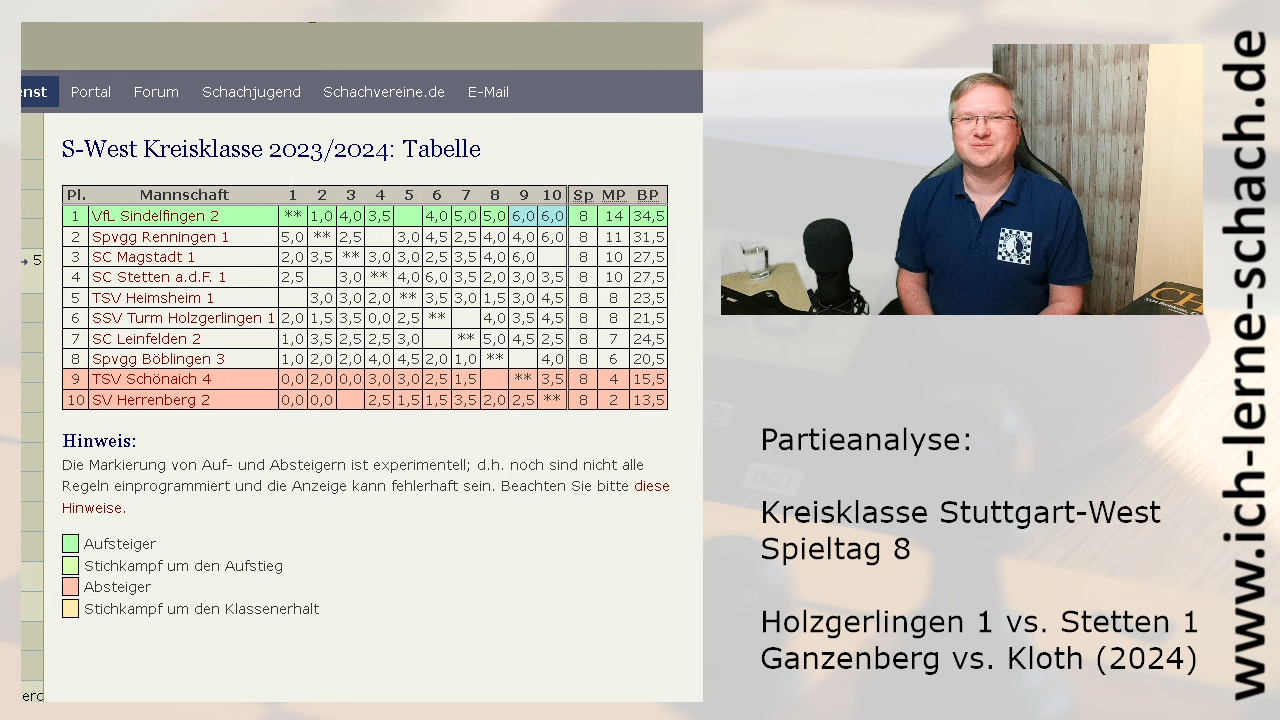 enst Portal Forum Schachjugend Schachvereine.de E-Mail
S-West Kreisklasse 2023/2024: Tabelle
Pl. Mannschaft 1 2 3 4 5 6 7 8 9 10 Sp MP BP
1 VfL Sindelfingen 2 ** 1,0 4,0 3,5 4,0 5,0 5,0 6,0 6,0 8 14 34,5
2 Spvgg Renningen 1 5,0 ** 2,5 3,0 4,5 2,5 4,0 4,0 6,0 8 11 31,5
3 SC Magstadt 1 2,0 3,5 ** 3,0 3,0 2,5 3,5 4,0 6,0 8 10 27,5
4 SC Stetten a.d.F. 1 2,5 3,0 ** 4,0 6,0 3,5 2,0 3,0 3,5 8 10 27,5
5 TSV Heimsheim 1 3,0 3,0 2,0 ** 3,5 3,0 1,5 3,0 4,5 8 8 23,5
6 SSV Turm Holzgerlingen 1 2,0 1,5 3,5 0,0 2,5 ** 4,0 3,5 4,5 8 8 21,5
7 SC Leinfelden 2 1,0 3,5 2,5 2,5 3,0 ** 5,0 4,5 2,5 8 7 24,5
8 Spvgg Böblingen 3 1,0 2,0 2,0 4,0 4,5 2,0 1,0 ** 4,0 8 6 20,5
9 TSV Schönaich 4 0,0 2,0 0,0 3,0 3,0 2,5 1,5 ** 3,5 8 4 15,5
10 SV Herrenberg 2 0,0 0,0 2,5 1,5 1,5 3,5 2,0 2,5 ** 8 2 13,5
Hinweis:
Die Markierung von Auf- und Absteigern ist experimentell; d.h. noch sind nicht alle
Regeln einprogrammiert und die Anzeige kann fehlerhaft sein. Beachten Sie bitte diese
Hinweise.
Aufsteiger
Stichkampf um den Aufstieg
Absteiger
Stichkampf um den Klassenerhalt
5
erc
Partieanalyse:
Kreisklasse Stuttgart-West
Spieltag 8
Holzgerlingen 1 vs. Stetten 1
Ganzenberg vs. Kloth (2024)
www.ich-lerne-schach.de
DGT